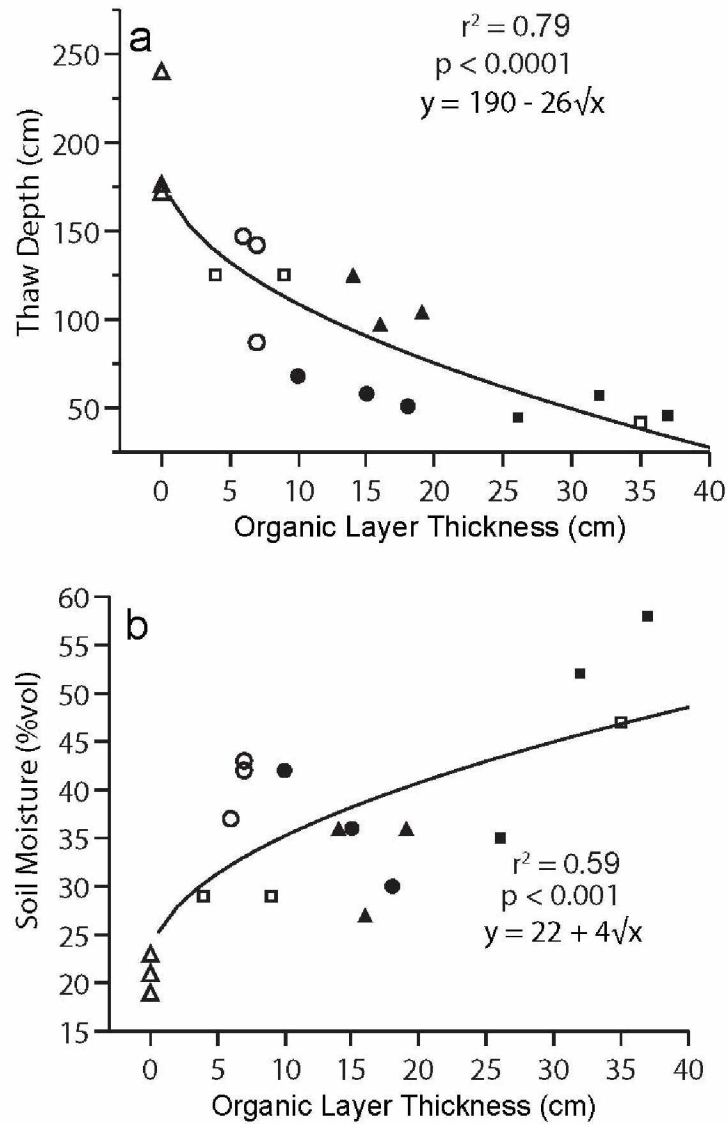 a
r² = 0.79
p < 0.0001
y = 190 - 26√x
250
200
150
100
50
Thaw Depth (cm)
0 5 10 15 20 25 30 35 40
Organic Layer Thickness (cm)
b
60
55
50
45
40
35
30
25
20
15
Soil Moisture (%vol)
r² = 0.59
p < 0.001
y = 22 + 4√x
0 5 10 15 20 25 30 35 40
Organic Layer Thickness (cm)